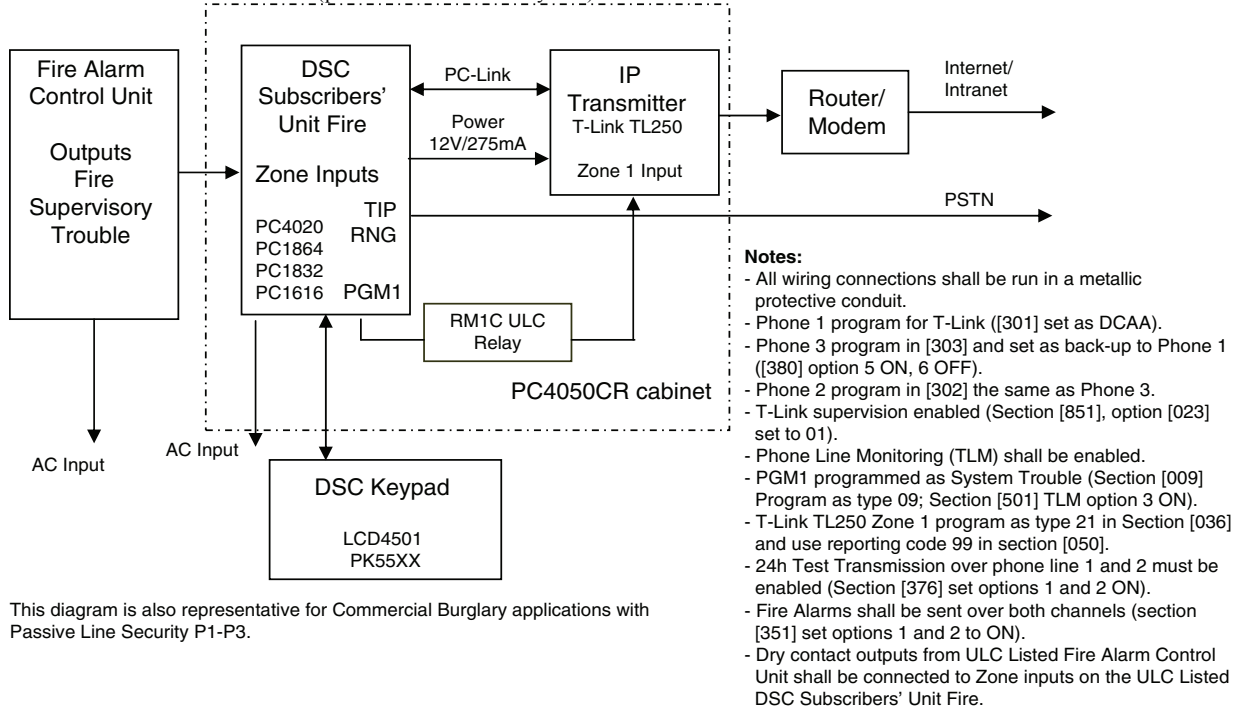 Fire Alarm
Control Unit
Outputs
Fire
Supervisory
Trouble
AC Input
DSC
Subscribers'
Unit Fire
Zone Inputs
TIP
RNG
PC4020
PC1864
PC1832
PC1616
PGM1
AC Input
PC-Link
Power
12V/275mA
IP
Transmitter
T-Link TL250
Zone 1 Input
RM1C ULC
Relay
PC4050CR cabinet
Router/
Modem
Internet/
Intranet
PSTN
DSC Keypad
LCD4501
PK55XX
This diagram is also representative for Commercial Burglary applications with
Passive Line Security P1-P3.
Notes:
- All wiring connections shall be run in a metallic
protective conduit.
- Phone 1 program for T-Link ([301] set as DCAA).
- Phone 3 program in [303] and set as back-up to Phone 1
([380] option 5 ON, 6 OFF).
- Phone 2 program in [302] the same as Phone 3.
- T-Link supervision enabled (Section [851], option [023]
set to 01).
- Phone Line Monitoring (TLM) shall be enabled.
- PGM1 programmed as System Trouble (Section [009]
Program as type 09; Section [501] TLM option 3 ON).
- T-Link TL250 Zone 1 program as type 21 in Section [036]
and use reporting code 99 in section [050].
- 24h Test Transmission over phone line 1 and 2 must be
enabled (Section [376] set options 1 and 2 ON).
- Fire Alarms shall be sent over both channels (section
[351] set options 1 and 2 to ON).
- Dry contact outputs from ULC Listed Fire Alarm Control
Unit shall be connected to Zone inputs on the ULC Listed
DSC Subscribers' Unit Fire.